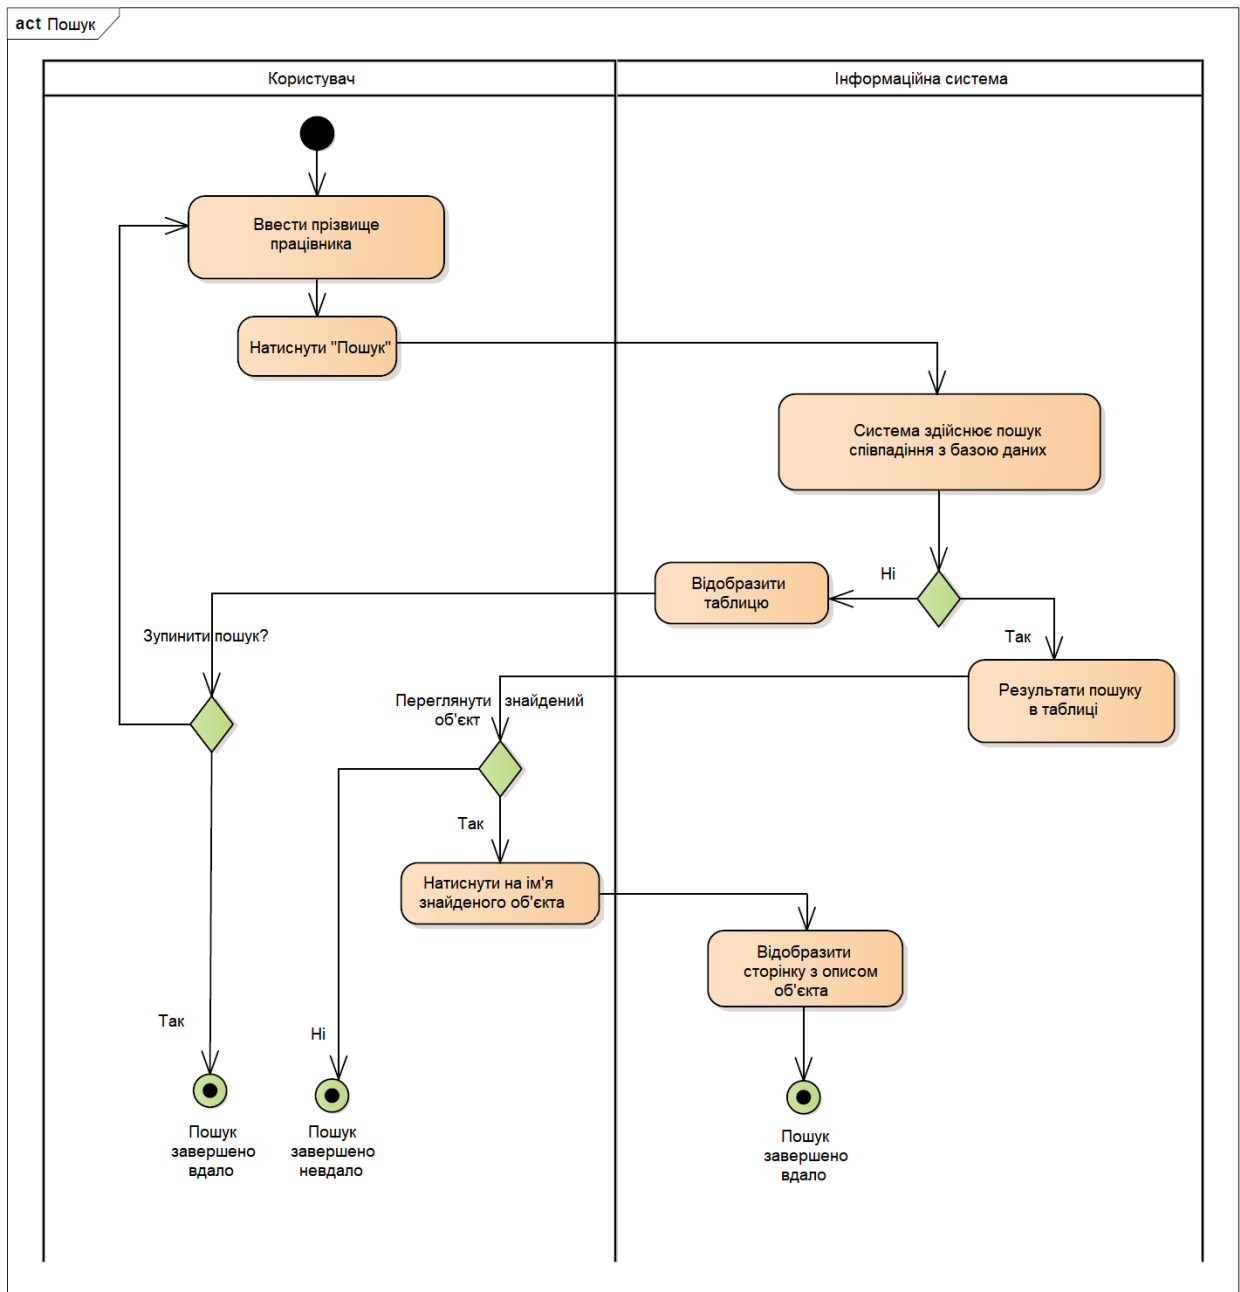 act Пошук
Користувач
Інформаційна система
Ввести прізвище
працівника
Натиснути "Пошук"
Система здійснює пошук
співпадіння з базою даних
Ні
Відобразити
таблицю
Так
Зупинити пошук?
Результати пошуку
в таблиці
Переглянути знайдений
об'єкт
Так
Натиснути на ім'я
знайденого об'єкта
Відобразити
сторінку з описом
об'єкта
Так
Ні
Пошук
завершено
вдало
Пошук
завершено
невдало
Пошук
завершено
вдало